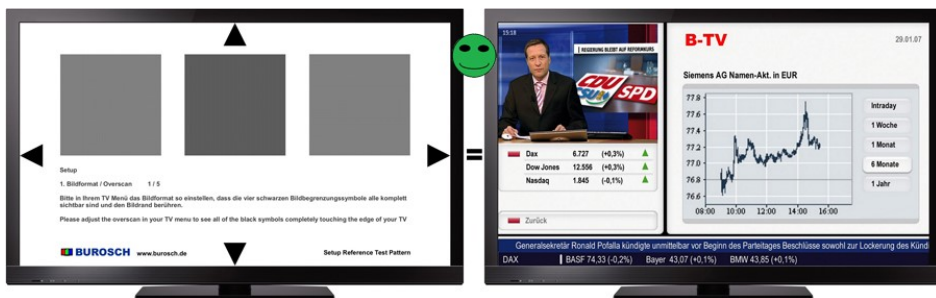 Setup
1. Bildformat / Overscan 1 / 5
Bitte in Ihrem TV Menü das Bildformat so einstellen, dass die vier schwarzen Bildbegrenzungssymbole alle komplett
sichtbar sind und den Bildrand berühren.
Please adjust the overscan in your TV menu to see all of the black symbols completely touching the edge of your TV
BUROSCH www.burosch.de Setup Reference Test Pattern
=
15:18
REGIERUNG BLEIBT AUF REFORMKURS
CDU
CSU
SPD
Dax 6.727 (+0,3%)
Dow Jones 12.556 (+0,3%)
Nasdaq 1.845 (-0,1%)
Zurück
B-TV 29.01.07
Siemens AG Namen-Akt. in EUR
77.8
77.6
77.4
77.2
77.0
76.8
76.6
08:00 10:00 12:00 14:00 16:00
Intraday
1 Woche
1 Monat
6 Monate
1 Jahr
Generalsekretär Ronald Pofalla kündigte unmittelbar vor Beginn des Parteitages Beschlüsse sowohl zur Lockerung des Künd
DAX BASF 74,33 (-0,2%) Bayer 43,07 (+0,1%) BMW 43,85 (+0,1%)